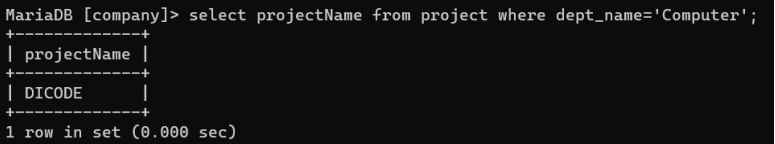 MariaDB [company]> select projectName from project where dept_name='Computer';
+-------------+
| projectName |
+-------------+
| DICODE      |
+-------------+
1 row in set (0.000 sec)